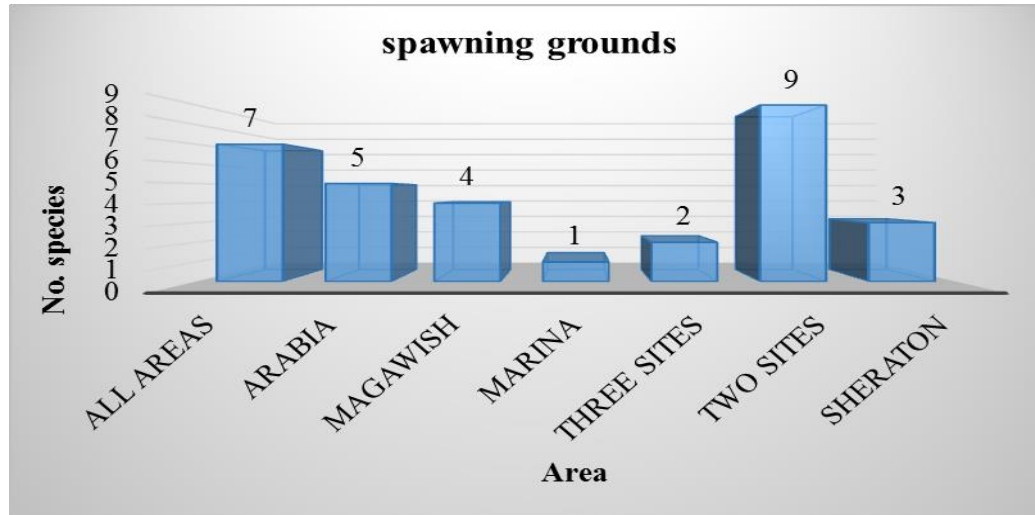 spawning grounds
No. species
9
8
7
6
5
4
3
2
1
0
7
5
4
1
2
9
3
ALL AREAS
ARABIA
MAGAWISH
MARINA
THREE SITES
TWO SITES
SHERATON
Area